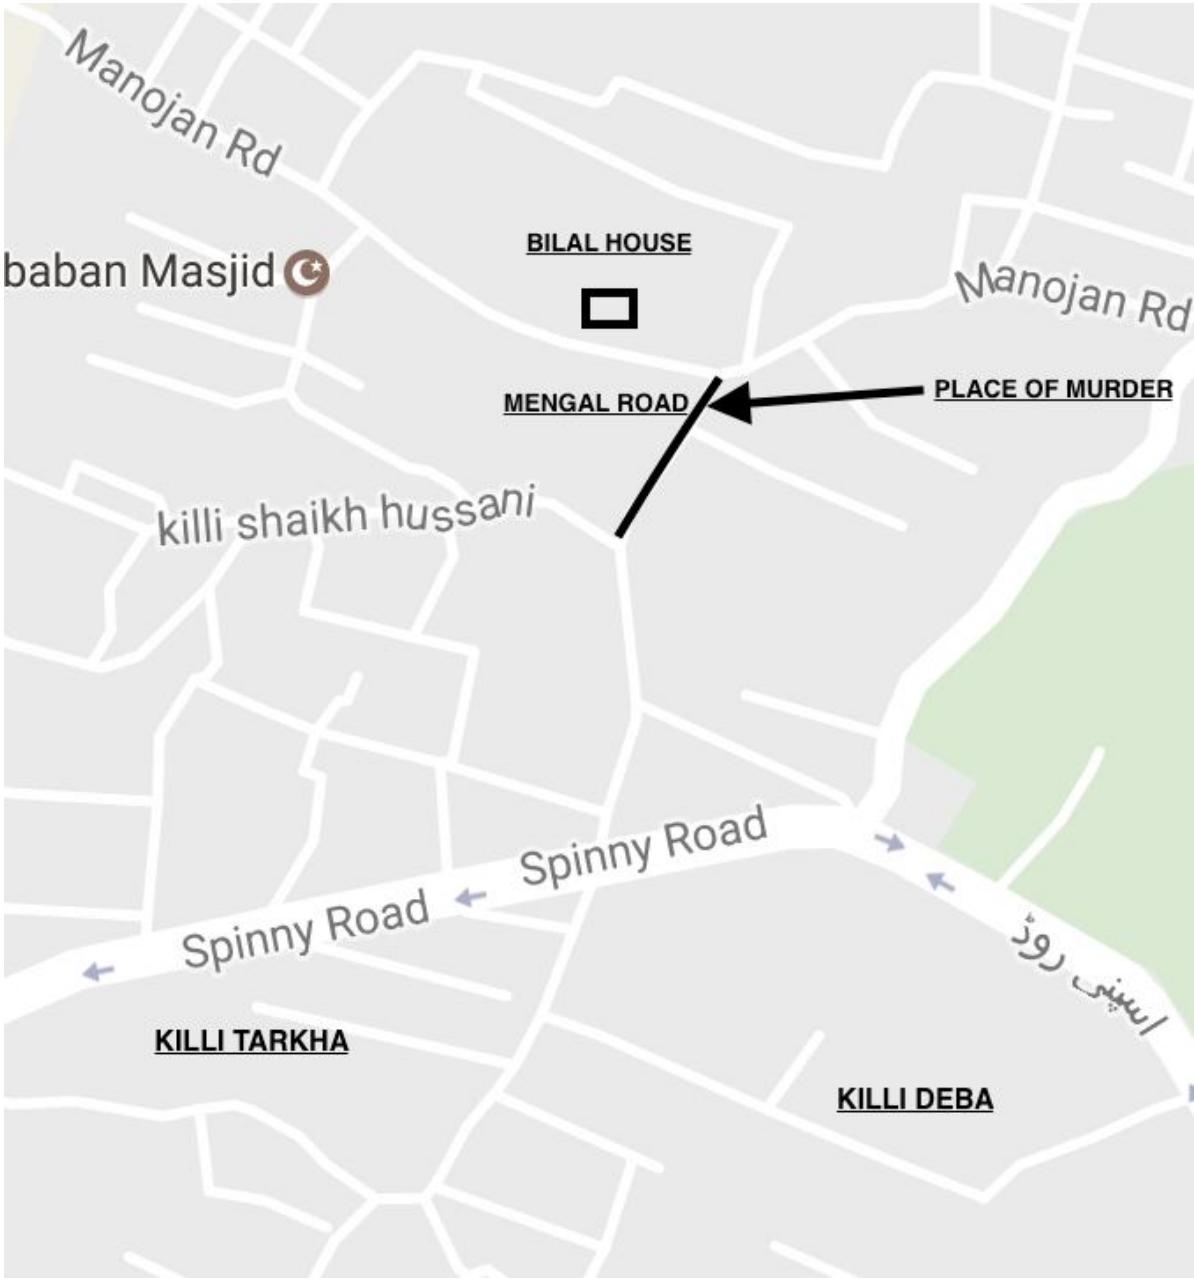 Manojan Rd
BILAL HOUSE
baban Masjid
Manojan Rd
MENGAL ROAD
PLACE OF MURDER
killi shaikh hussani
Spinny Road
Spinny Road
اسپنی روڈ
KILLI TARKHA
KILLI DEBA